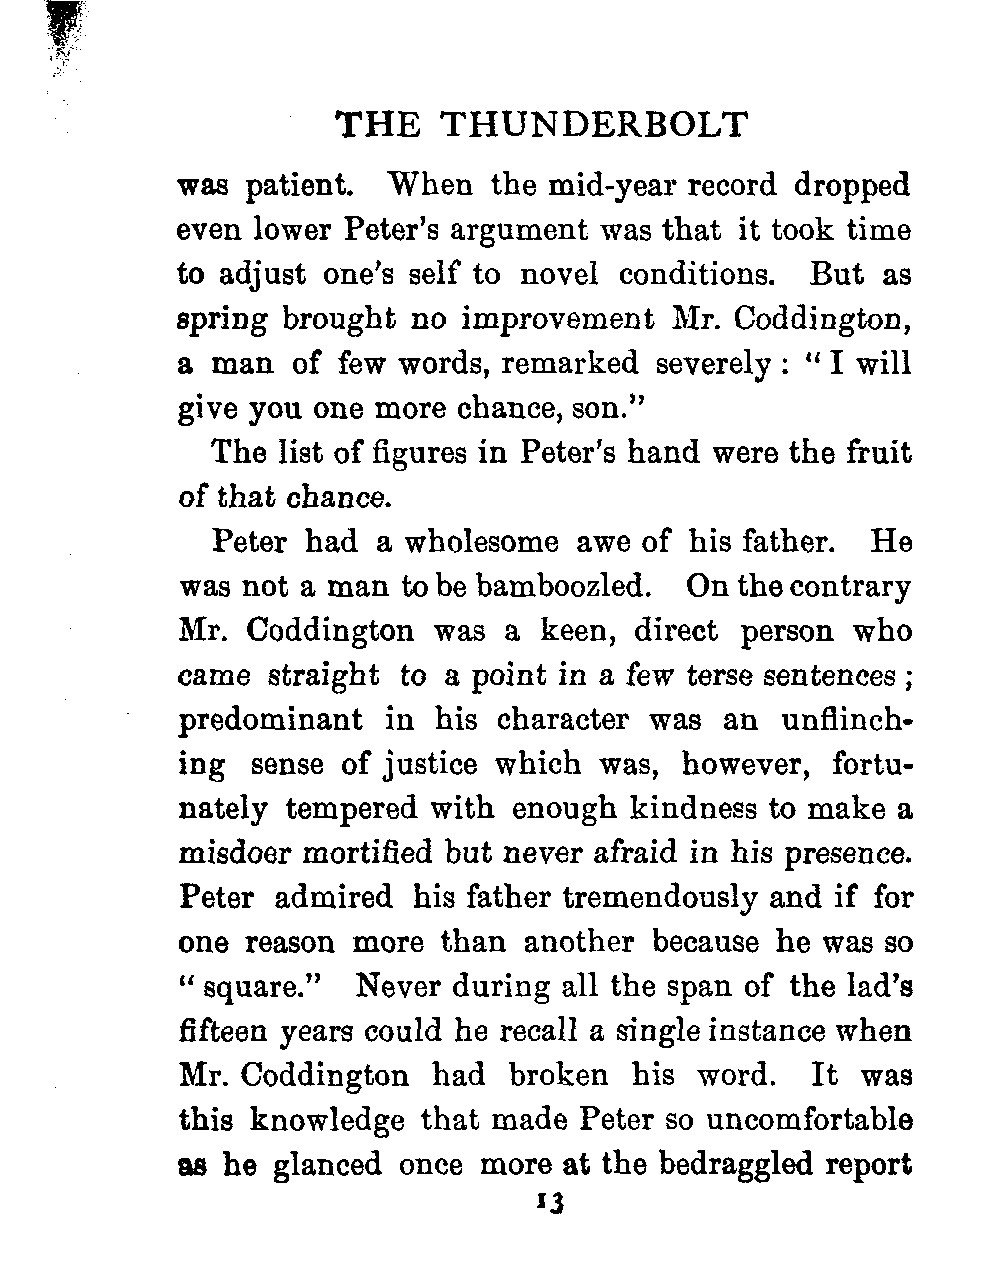 THE THUNDERBOLT
was patient. When the mid-year record dropped
even lower Peter's argument was that it took time
to adjust one's self to novel conditions. But as
spring brought no improvement Mr. Coddington,
a man of few words, remarked severely : " I will
give you one more chance, son."
The list of figures in Peter's hand were the fruit
of that chance.
Peter had a wholesome awe of his father. He
was not a man to be bamboozled. On the contrary
Mr. Coddington was a keen, direct person who
came straight to a point in a few terse sentences ;
predominant in his character was an unflinch-
ing sense of justice which was, however, fortu-
nately tempered with enough kindness to make a
misdoer mortified but never afraid in his presence.
Peter admired his father tremendously and if for
one reason more than another because he was so
" square." Never during all the span of the lad's
fifteen years could he recall a single instance when
Mr. Coddington had broken his word. It was
this knowledge that made Peter so uncomfortable
as he glanced once more at the bedraggled report
13